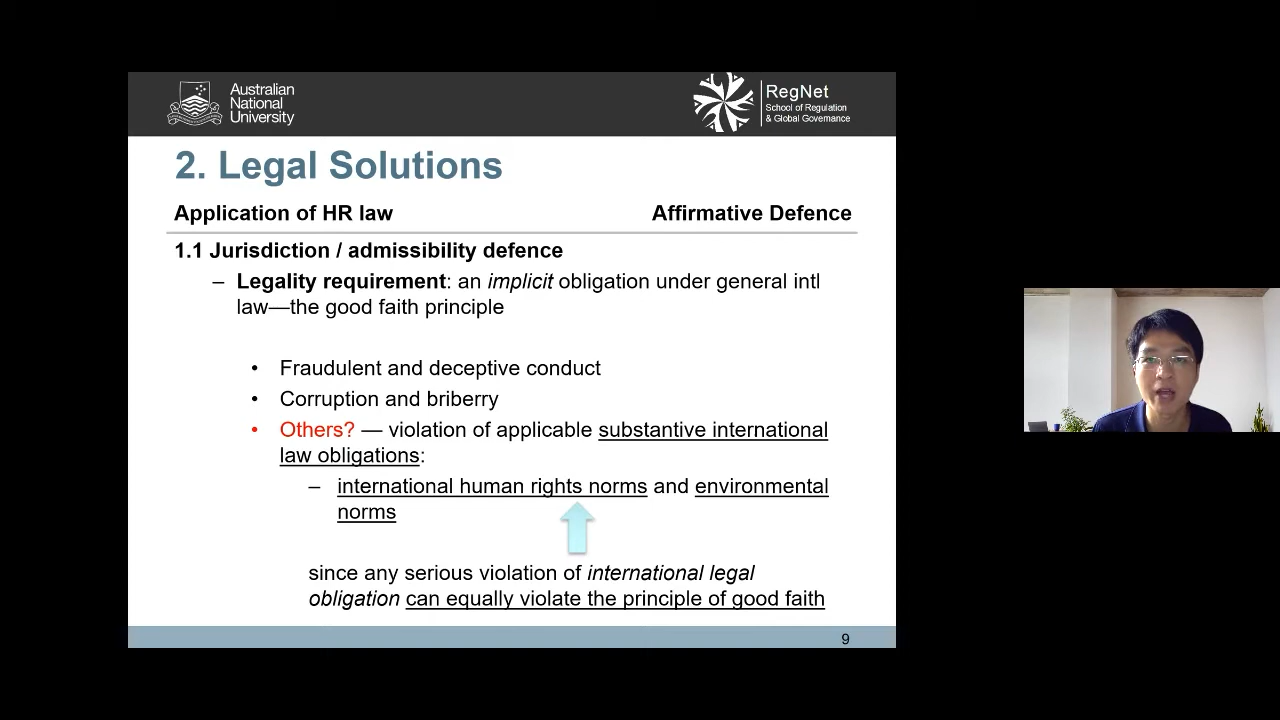 Australian
National
University
RegNet
School of Regulation
& Global Governance
2. Legal Solutions
Application of HR law Affirmative Defence
1.1 Jurisdiction / admissibility defence
– Legality requirement: an implicit obligation under general intl
law—the good faith principle
• Fraudulent and deceptive conduct
• Corruption and briberry
• Others? — violation of applicable substantive international
law obligations:
– international human rights norms and environmental
norms
since any serious violation of international legal
obligation can equally violate the principle of good faith
9